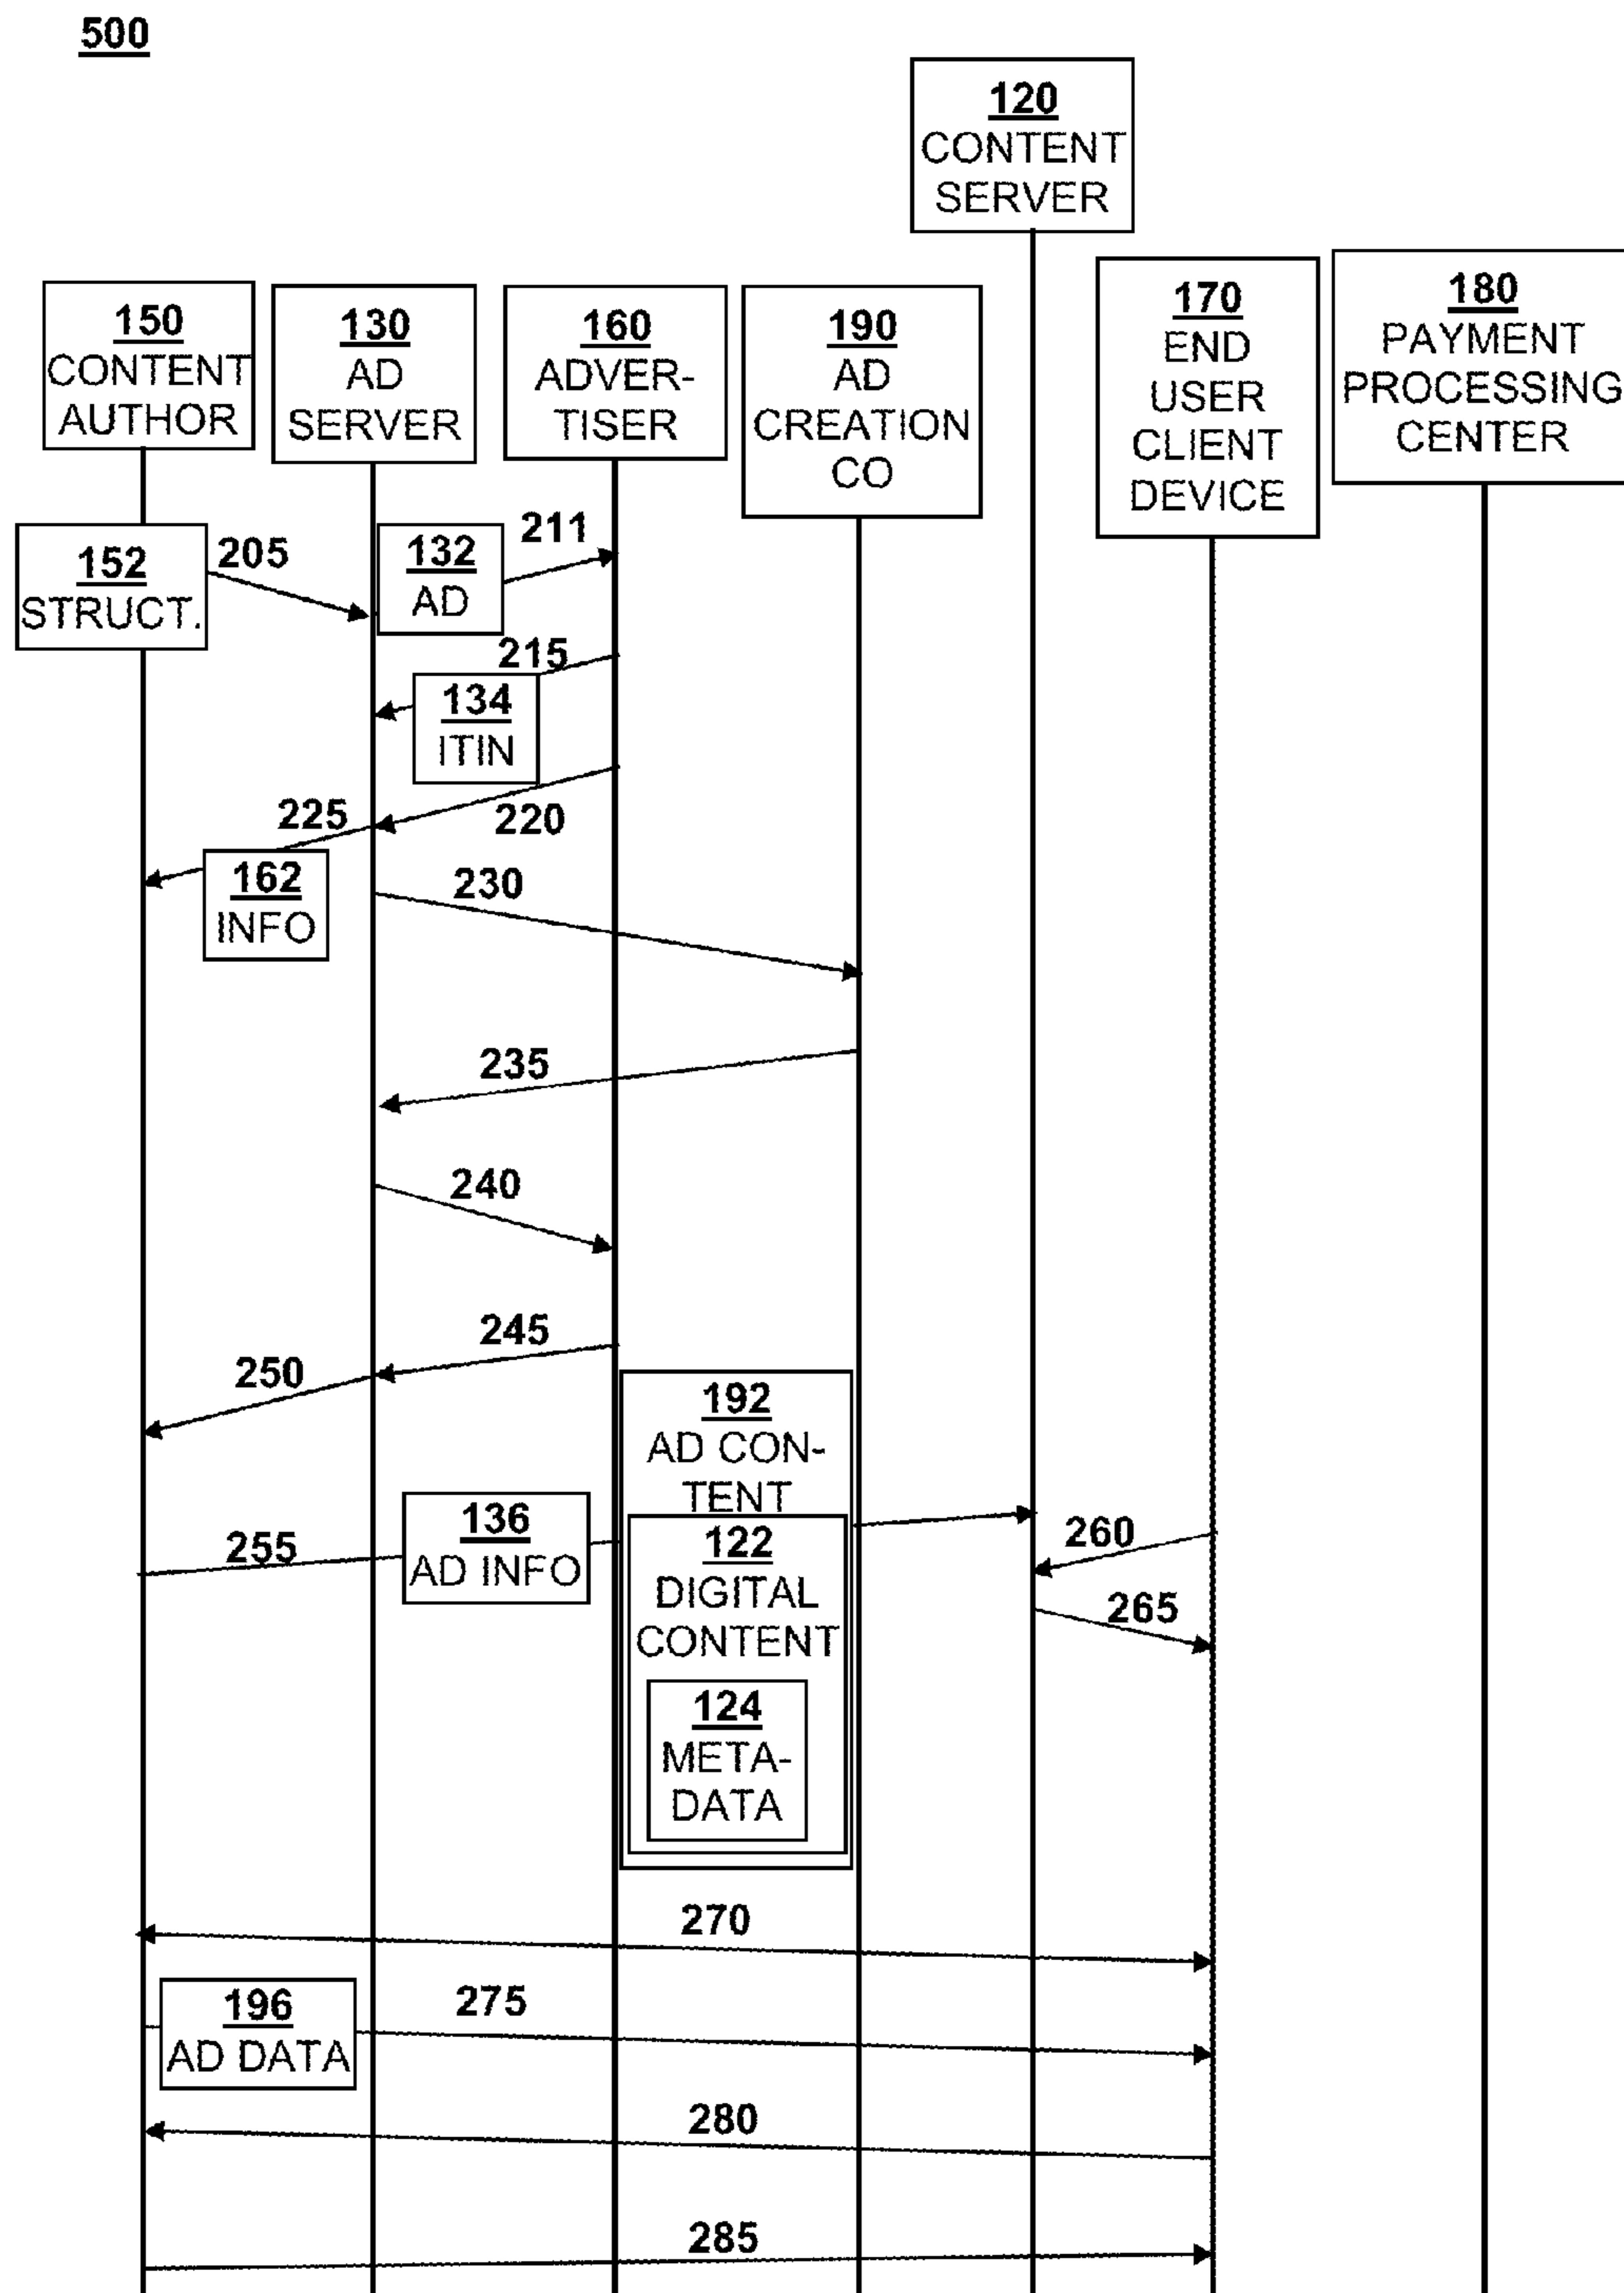 500
120
CONTENT
SERVER
150
CONTENT
AUTHOR
130
AD
SERVER
160
ADVER-
TISER
190
AD
CREATION
CO
170
END
USER
CLIENT
DEVICE
180
PAYMENT
PROCESSING
CENTER
152
STRUCT.
205
132
AD
211
215
134
ITIN
220
225
162
INFO
230
235
240
245
250
192
AD CON-
TENT
255
136
AD INFO
122
DIGITAL
CONTENT
124
META-
DATA
260
265
270
196
AD DATA
275
280
285